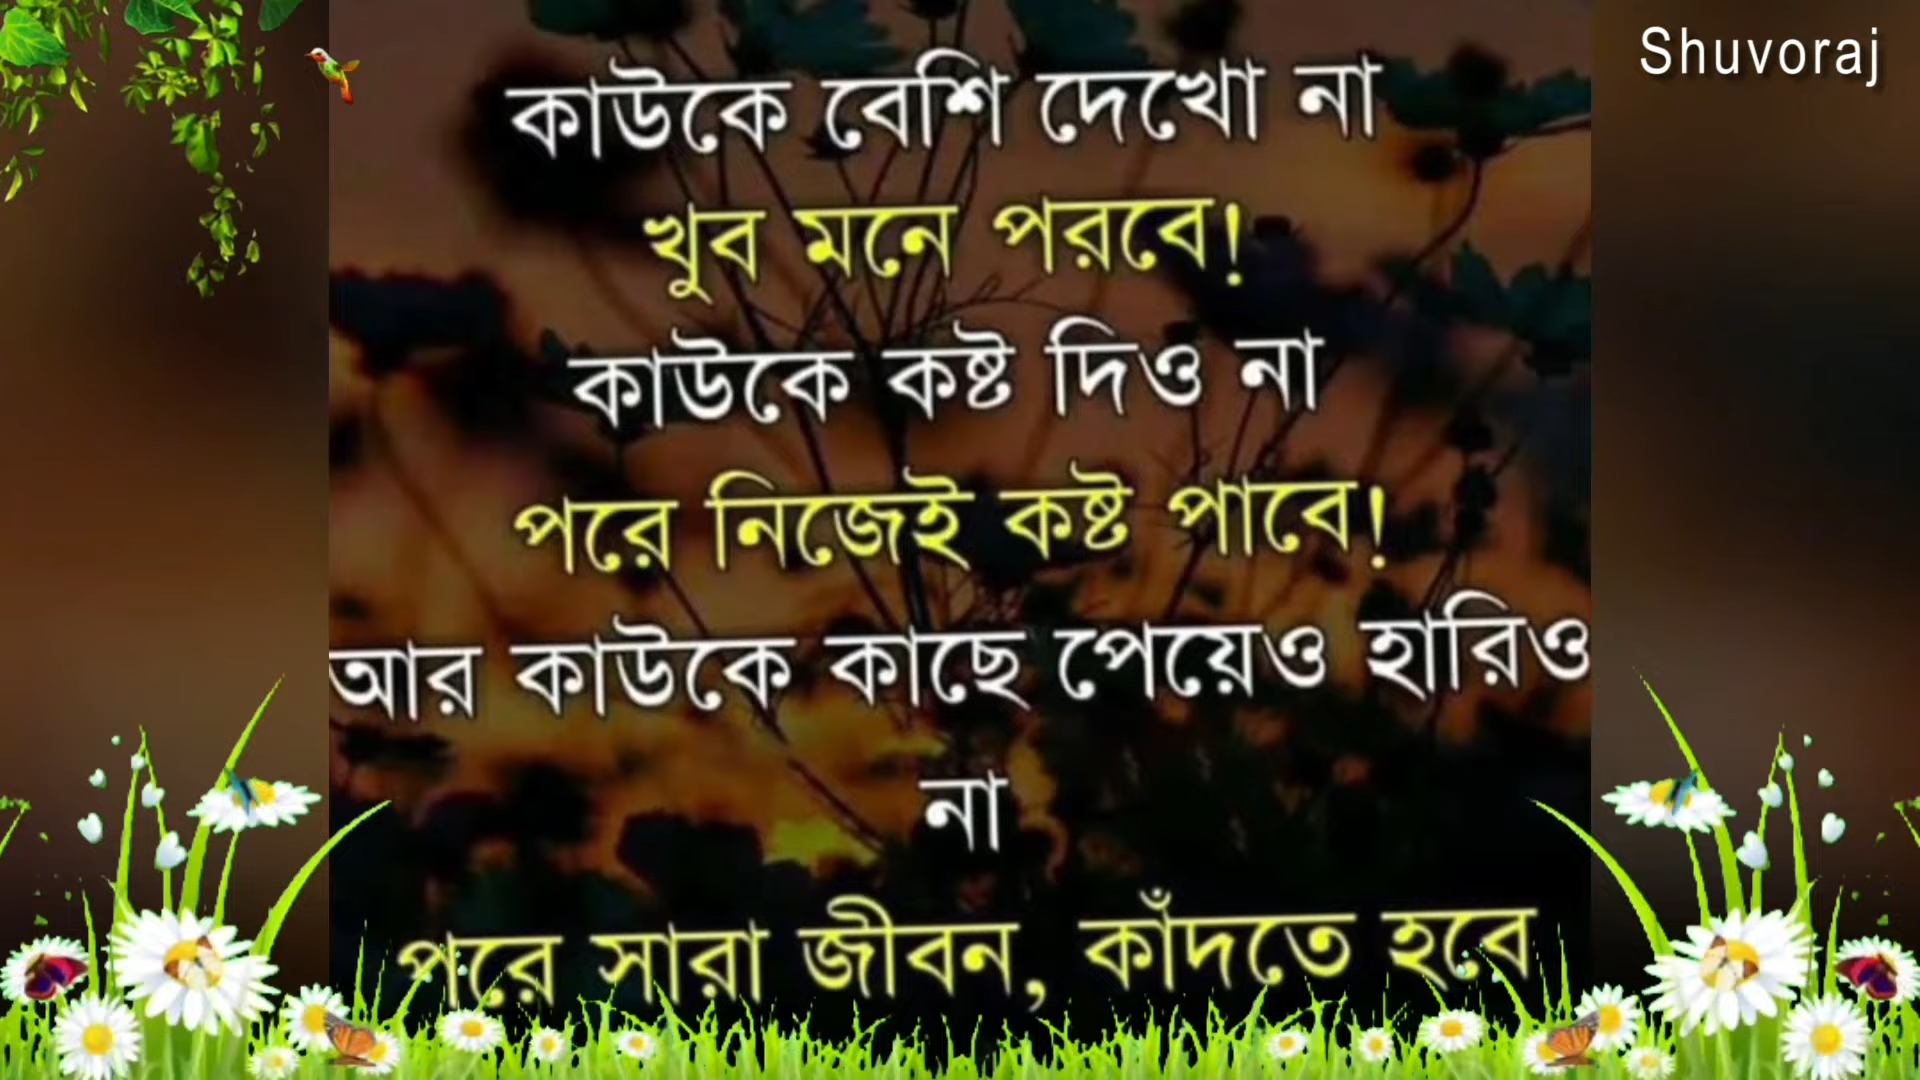 Shuvoraj
কাউকে বেশি দেখো না
খুব মনে পরবে!
কাউকে কষ্ট দিও না
পরে নিজেই কষ্ট পাবে!
আর কাউকে কাছে পেয়েও হারিও
না
পরে সারা জীবন, কাঁদতে হবে